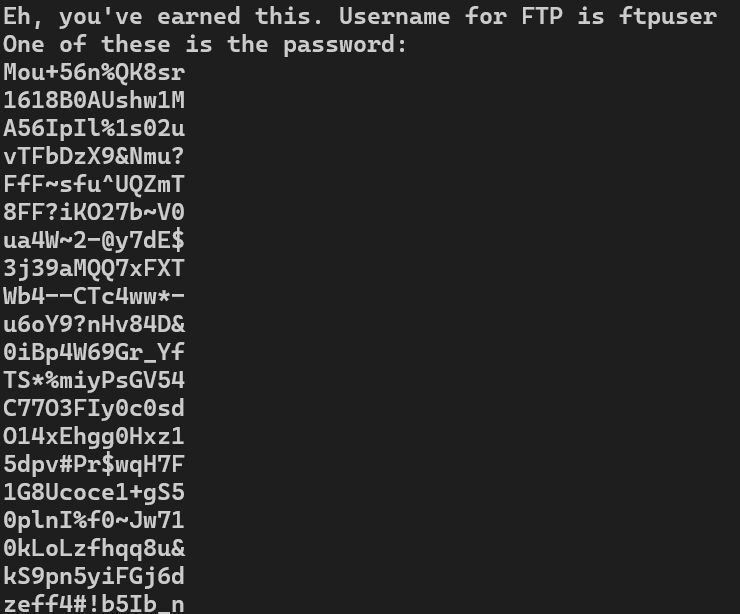 Eh, you've earned this. Username for FTP is ftpuser
One of these is the password:
Mou+56n%QK8sr
1618B0AUshw1M
A56IpIl%1s02u
vTFbDzX9&Nmu?
FfF~sfu^UQZmT
8FF?iKO27b~V0
ua4W~2-@y7dE$
3j39aMQQ7xFXT
Wb4--CTc4ww*-
u6oY9?nHv84D&
0iBp4W69Gr_Yf
TS*%miyPsGV54
C77O3FIy0c0sd
O14xEhgg0Hxz1
5dpv#Pr$wqH7F
1G8Ucoce1+gS5
0plnI%f0~Jw71
0kLoLzfhqq8u&
kS9pn5yiFGj6d
zeff4#!b5Ib_n